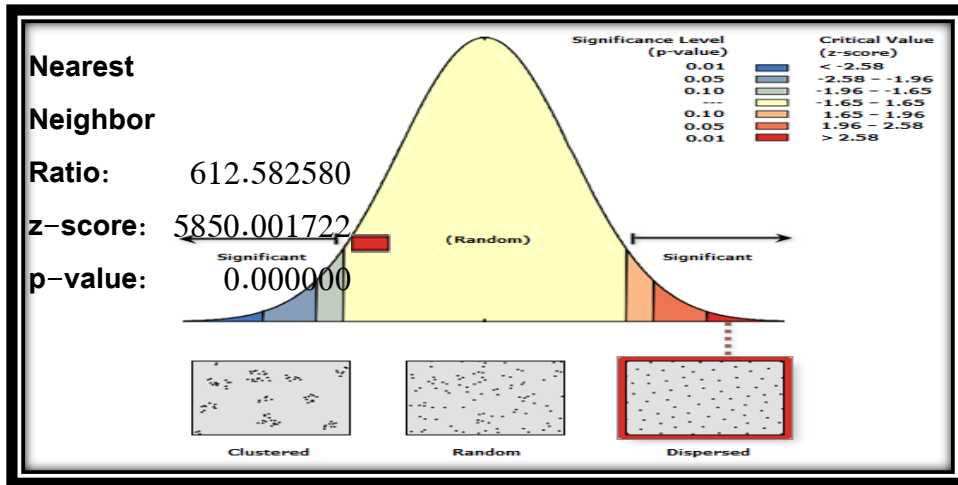 Nearest
Neighbor
Ratio: 612.582580
z-score: 5850.001722
p-value: 0.000000
Significance Level
(p-value)
0.01
0.05
0.10
---
0.10
0.05
0.01
Critical Value
(z-score)
< -2.58
-2.58 – -1.96
-1.96 – -1.65
-1.65 – 1.65
1.65 – 1.96
1.96 – 2.58
> 2.58
(Random)
Significant
Significant
Clustered
Random
Dispersed